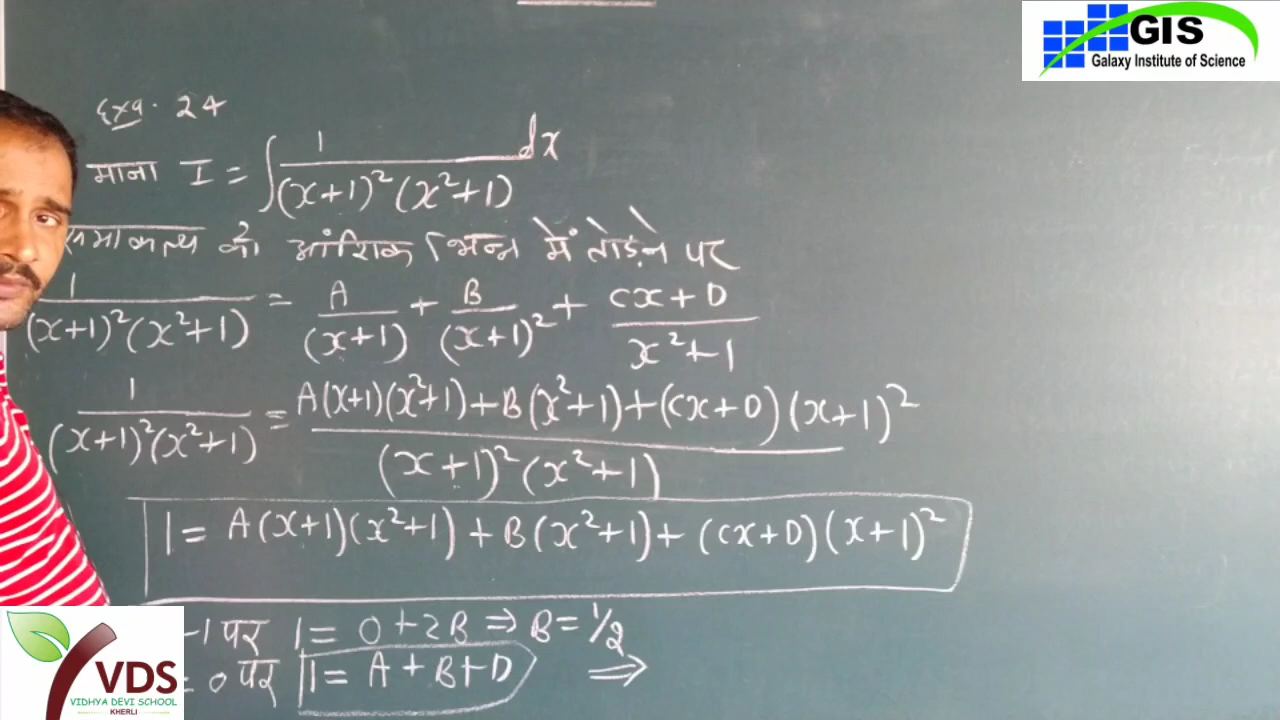 GIS
Galaxy Institute of Science
Exa. 24
माना I = ∫ 1/((x+1)²(x²+1)) dx
को आंशिक भिन्न में तोड़ने पर
1/((x+1)²(x²+1)) = A/(x+1) + B/(x+1)² + (Cx+D)/(x²+1)
1/((x+1)²(x²+1)) = (A(x+1)(x²+1)+B(x²+1)+(Cx+D)(x+1)²)/((x+1)²(x²+1))
1 = A(x+1)(x²+1) + B(x²+1) + (Cx+D)(x+1)²
-1 पर 1 = 0+2B ⇒ B = 1/2
= 0 पर 1 = A+B+D ⇒
VDS
VIDHYA DEVI SCHOOL
KHERLI